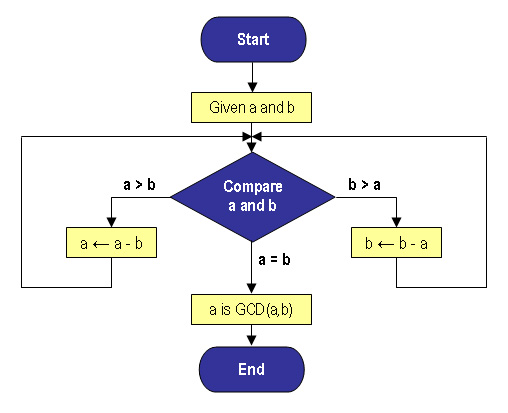 Start
Given a and b
a > b
Compare
a and b
b > a
a ← a - b
b ← b - a
a = b
a is GCD(a,b)
End